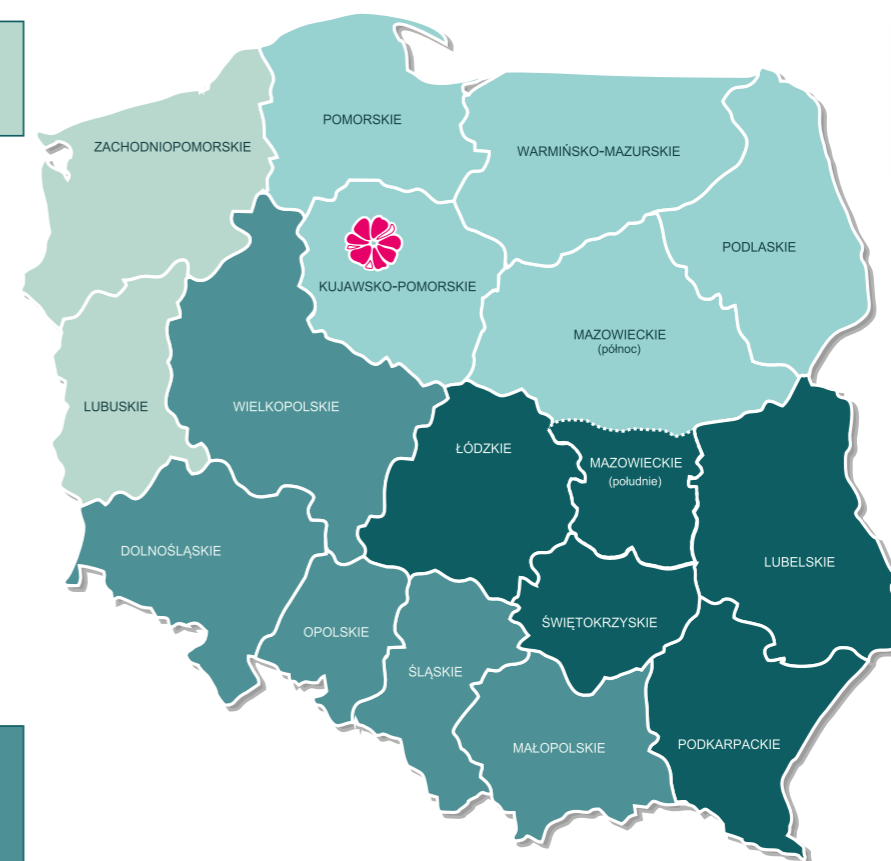 POMORSKIE
ZACHODNIOPOMORSKIE
WARMIŃSKO-MAZURSKIE
PODLASKIE
KUJAWSKO-POMORSKIE
MAZOWIECKIE
(północ)
LUBUSKIE
WIELKOPOLSKIE
ŁÓDZKIE
MAZOWIECKIE
(południe)
DOLNOŚLĄSKIE
LUBELSKIE
ŚWIĘTOKRZYSKIE
OPOLSKIE
ŚLĄSKIE
PODKARPACKIE
MAŁOPOLSKIE